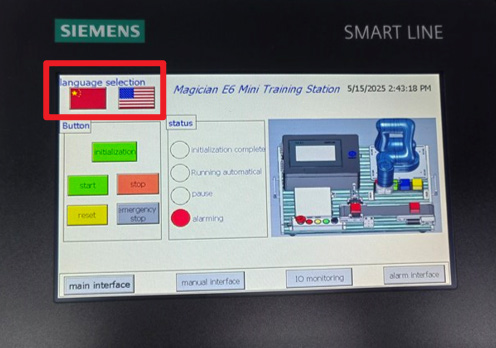 SIEMENS
SMART LINE
language selection
Magician E6 Mini Training Station 5/15/2025 2:43:18 PM
Button
status
initialization
initialization complete
start
stop
Running automatical
pause
reset
emergency stop
alarming
main interface
manual interface
IO monitoring
alarm interface